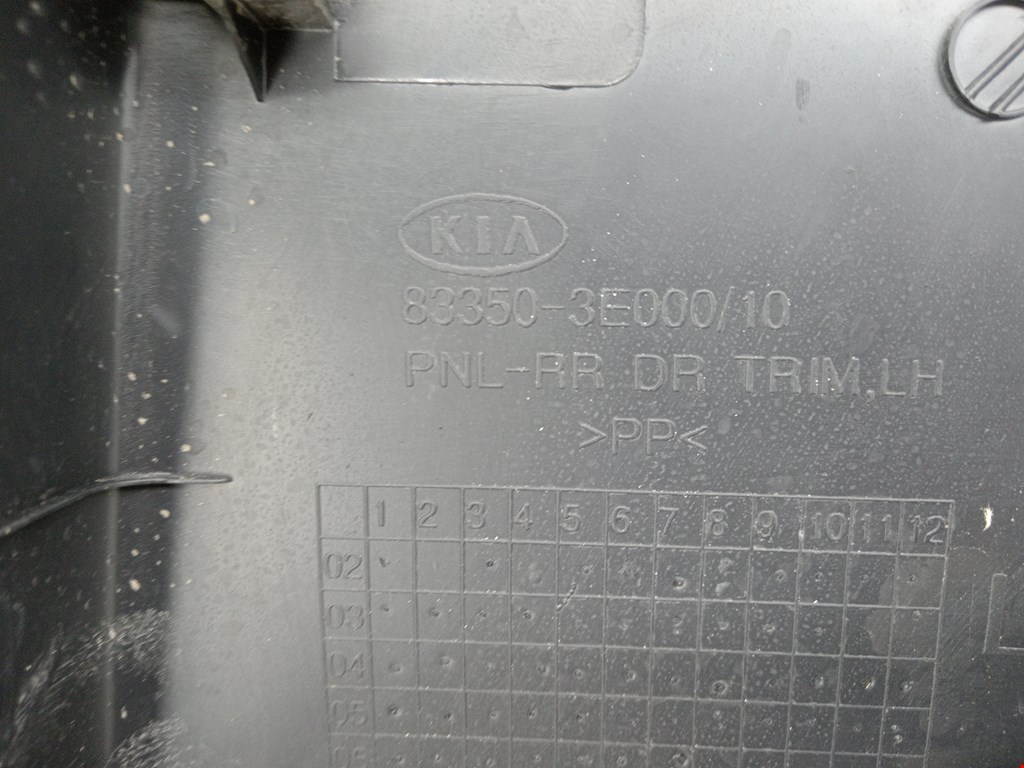 KIA
83350-3E000/10
PNL-RR DR TRIM,LH
>PP<
1 2 3 4 5 6 7 8 9 10 11 12
02
03
04
05